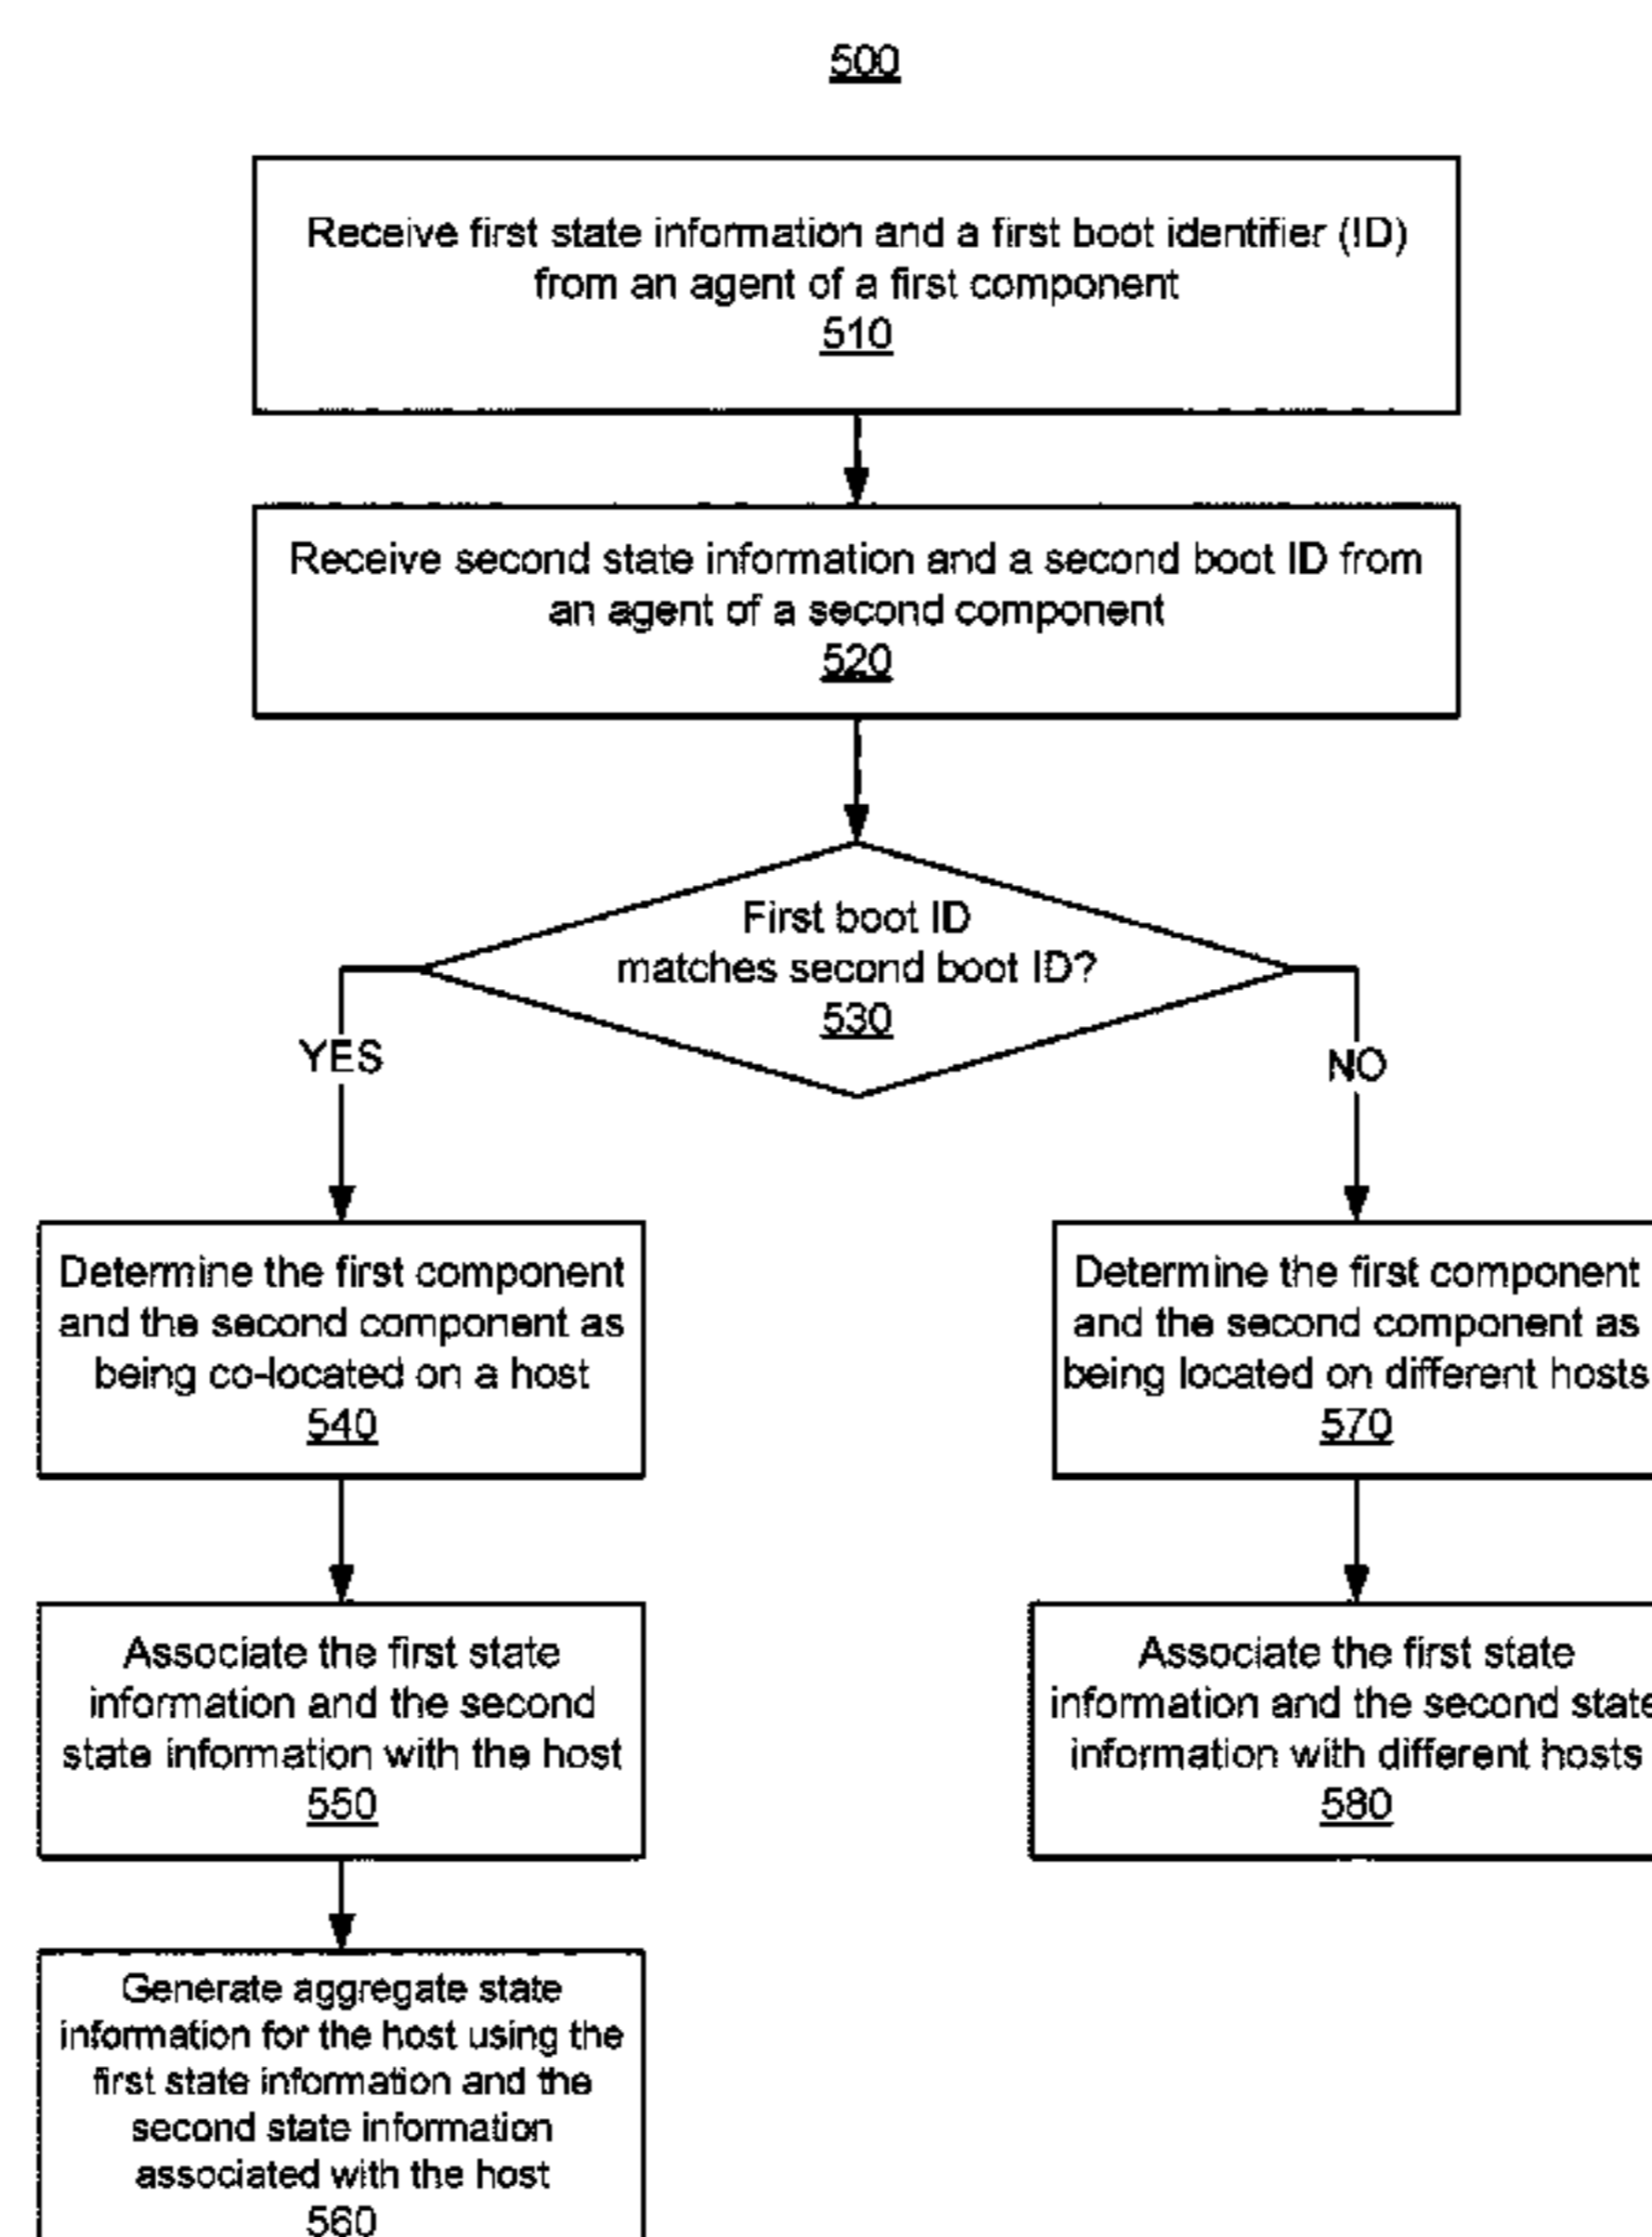 500
Receive first state information and a first boot identifier (ID)
from an agent of a first component
510
Receive second state information and a second boot ID from
an agent of a second component
520
First boot ID
matches second boot ID?
530
YES
NO
Determine the first component
and the second component as
being co-located on a host
540
Determine the first component
and the second component as
being located on different hosts
570
Associate the first state
information and the second
state information with the host
550
Associate the first state
information and the second state
information with different hosts
580
Generate aggregate state
information for the host using the
first state information and the
second state information
associated with the host
560